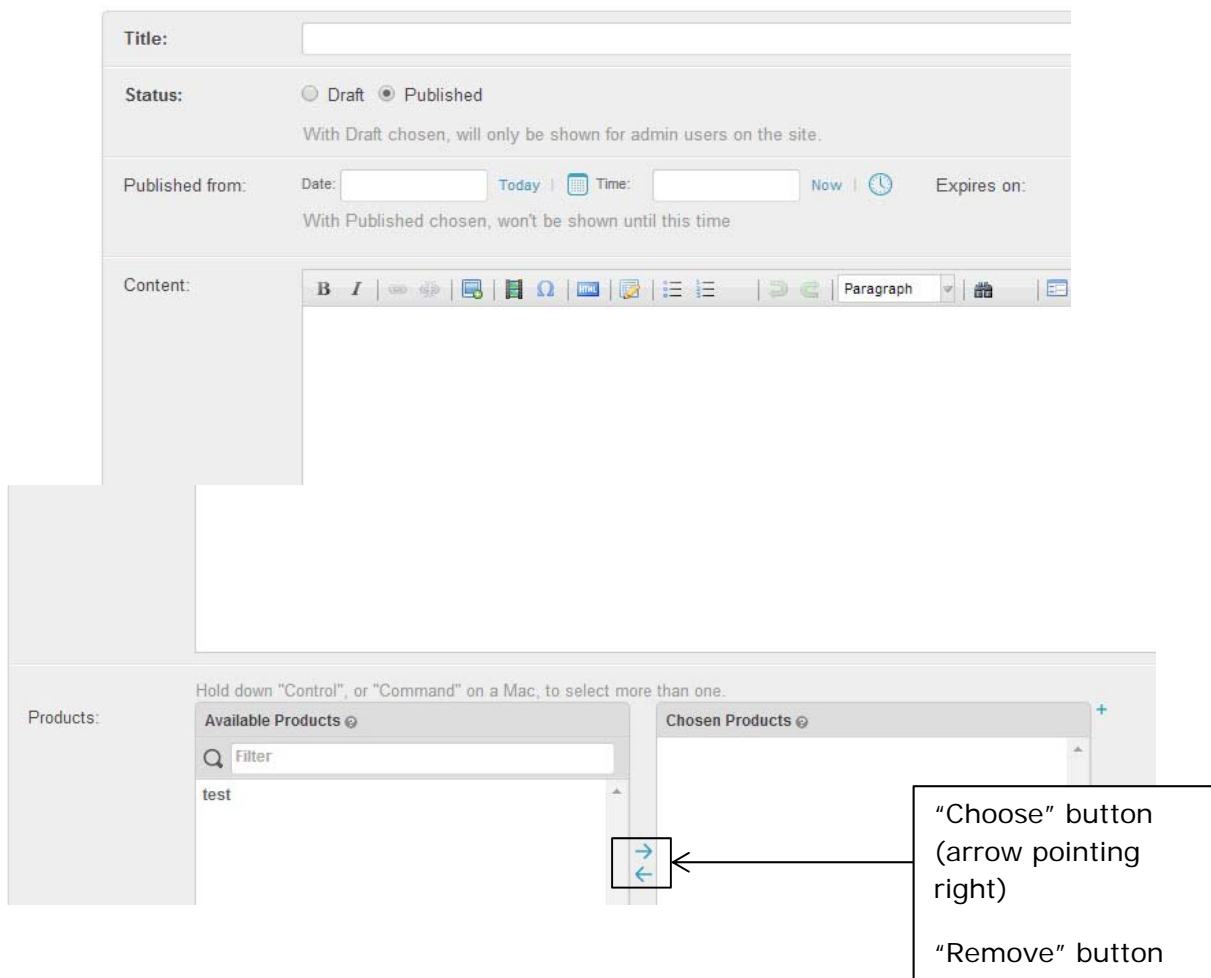 Title:
Status: Draft Published
With Draft chosen, will only be shown for admin users on the site.
Published from: Date: Today Time: Now Expires on:
With Published chosen, won't be shown until this time
Content: B I Ω HTML Paragraph
Hold down "Control", or "Command" on a Mac, to select more than one.
Products: Available Products Chosen Products +
Filter
test
“Choose” button
(arrow pointing
right)
“Remove” button